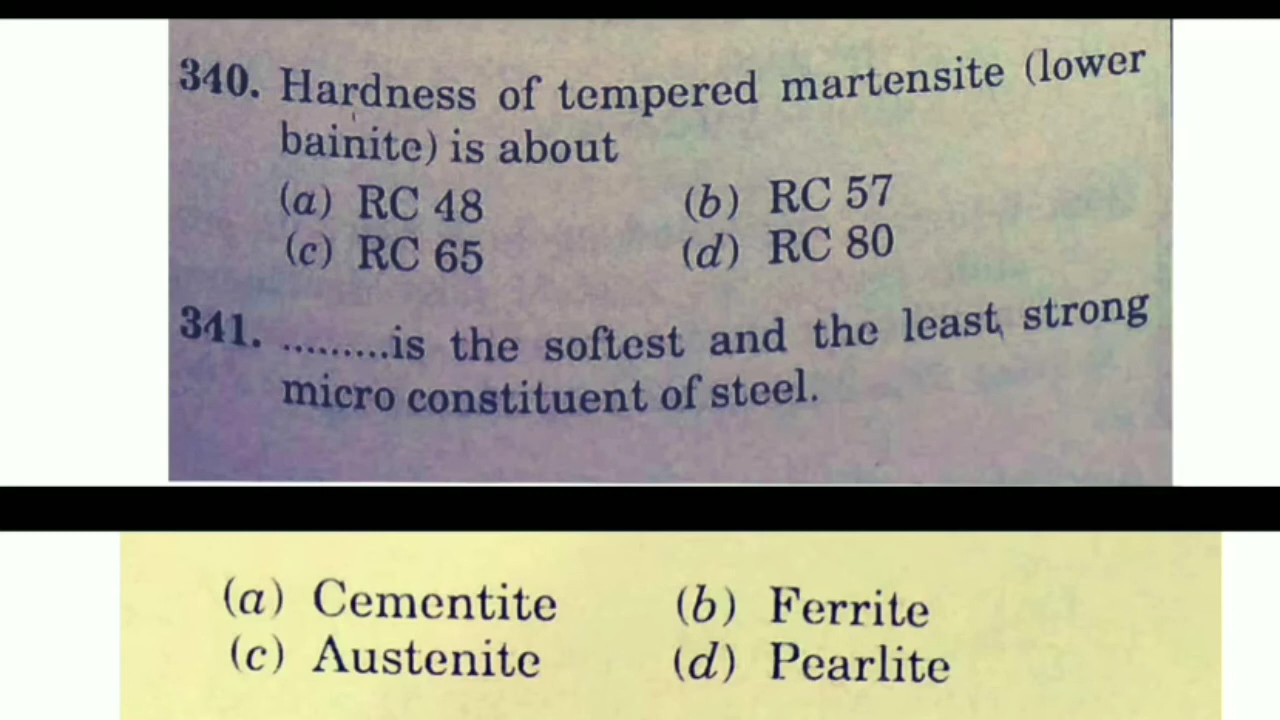 340. Hardness of tempered martensite (lower
bainite) is about
(a) RC 48 (b) RC 57
(c) RC 65 (d) RC 80
341. .........is the softest and the least strong
micro constituent of steel.
(a) Cementite (b) Ferrite
(c) Austenite (d) Pearlite